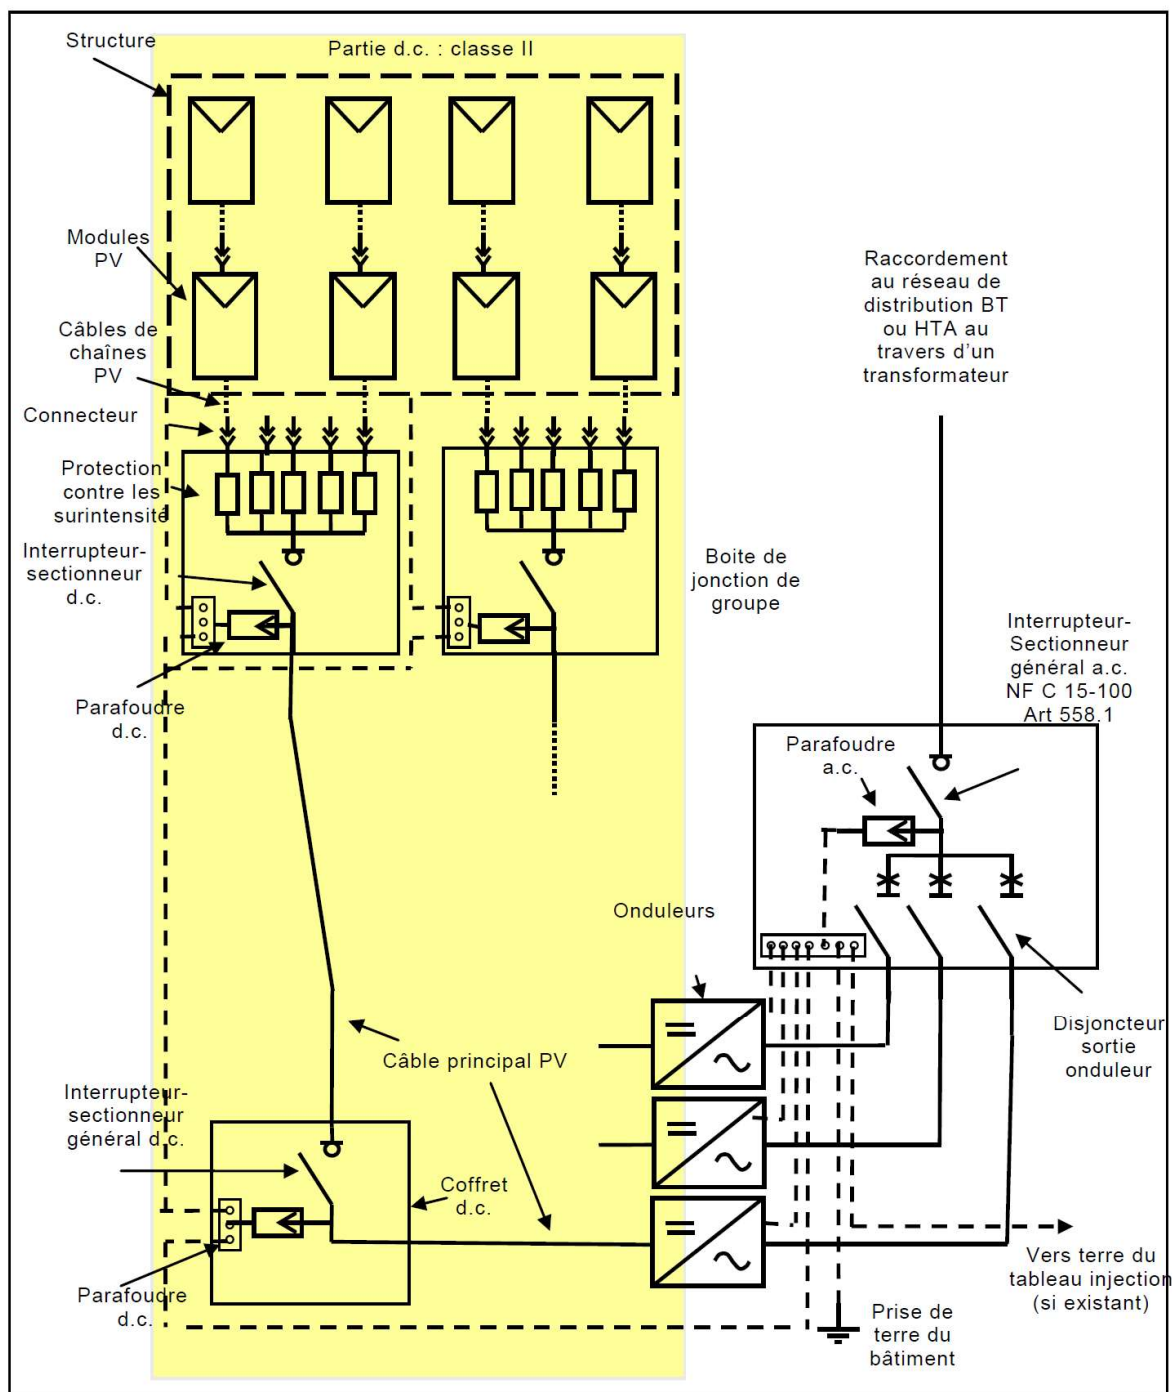 Structure
Partie d.c. : classe II
Modules
PV
Câbles de
chaînes
PV
Connecteur
Protection
contre les
surintensité
Interrupteur-
sectionneur
d.c.
Parafoudre
d.c.
Boite de
jonction de
groupe
Raccordement
au réseau de
distribution BT
ou HTA au
travers d'un
transformateur
Interrupteur-
Sectionneur
général a.c.
NF C 15-100
Art 558.1
Parafoudre
a.c.
Onduleurs
Disjoncteur
sortie
onduleur
Câble principal PV
Interrupteur-
sectionneur
général d.c.
Coffret
d.c.
Parafoudre
d.c.
Vers terre du
tableau injection
(si existant)
Prise de
terre du
bâtiment